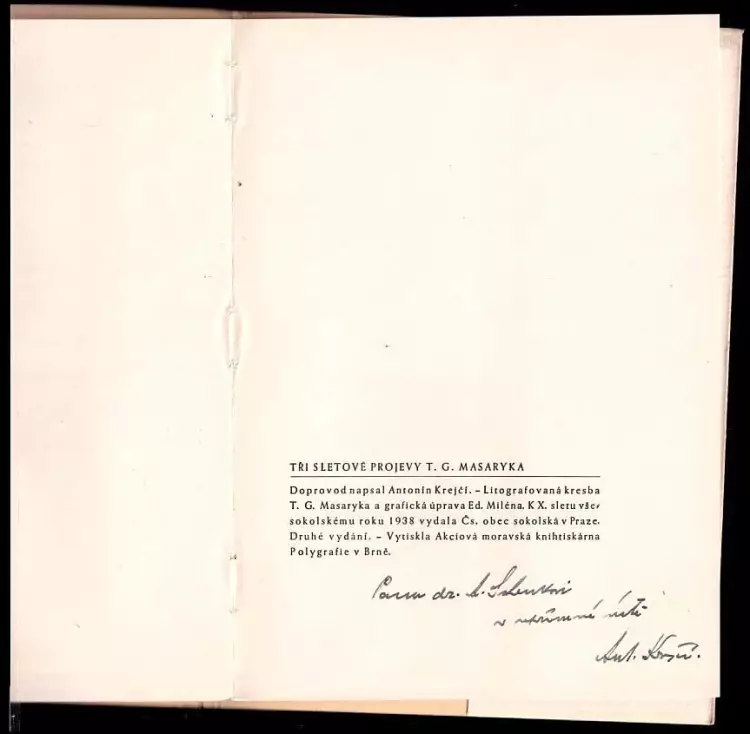 TŘI SLETOVÉ PROJEVY T. G. MASARYKA
Doprovod napsal Antonín Krejčí. – Litografovaná kresba
T. G. Masaryka a grafická úprava Ed. Miléna. K X. sletu vše-
sokolskému roku 1938 vydala Čs. obec sokolská v Praze.
Druhé vydání. – Vytiskla Akciová moravská knihtiskárna
Polygrafie v Brně.
Panu dr. A.
v upřímné úctě
Ant. Krejčí.